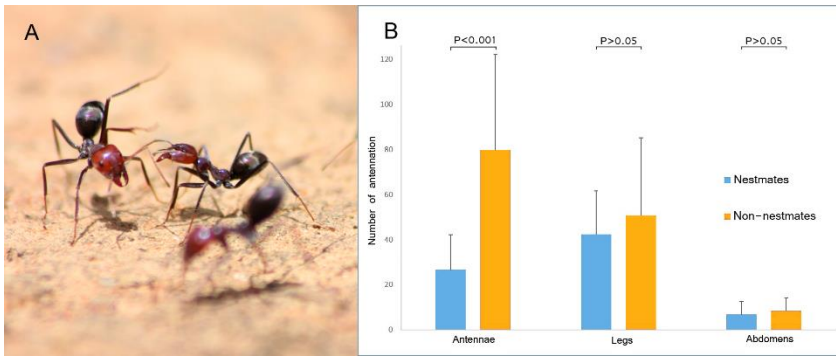 A
B
P<0.001
P>0.05
P>0.05
Number of antennation
120
100
80
60
40
20
0
Nestmates
Non-nestmates
Antennae
Legs
Abdomens